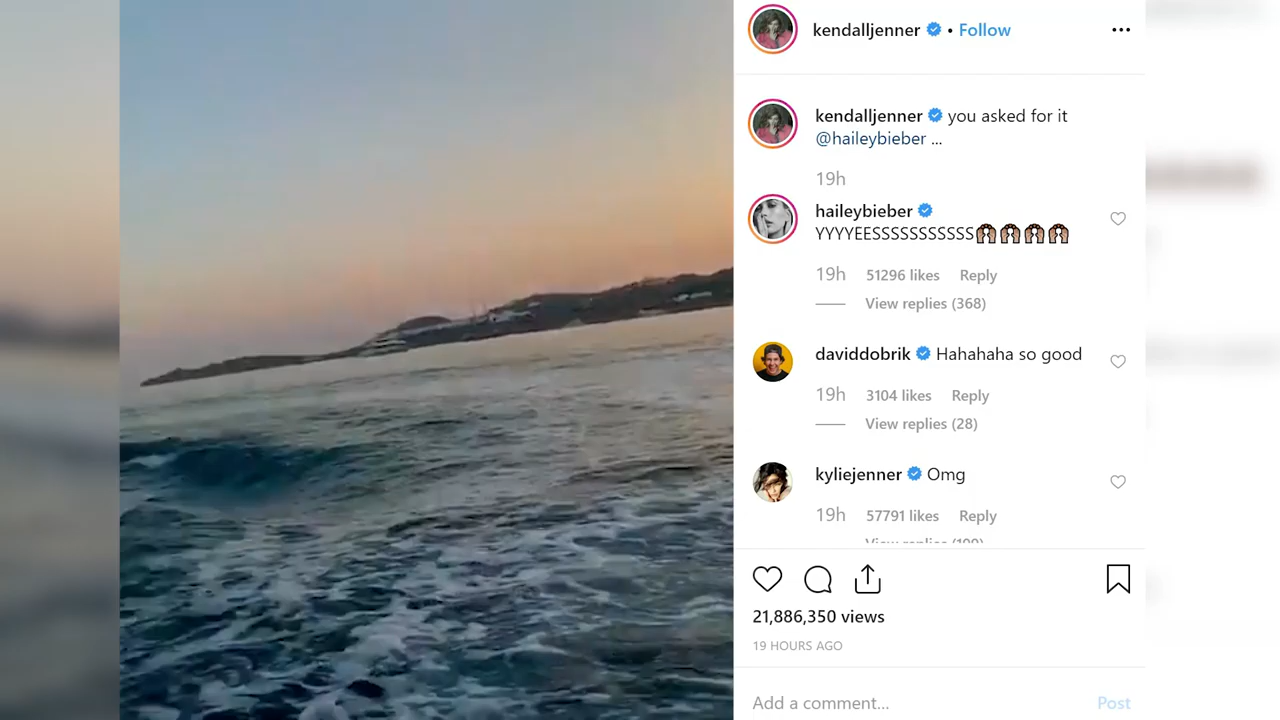 kendalljenner • Follow
kendalljenner you asked for it
@haileybieber ...
19h
haileybieber
YYYYEESSSSSSSSSSS
19h 51296 likes Reply
View replies (368)
daviddobrik Hahahaha so good
19h 3104 likes Reply
View replies (28)
kyliejenner Omg
19h 57791 likes Reply
View replies
21,886,350 views
19 HOURS AGO
Add a comment... Post